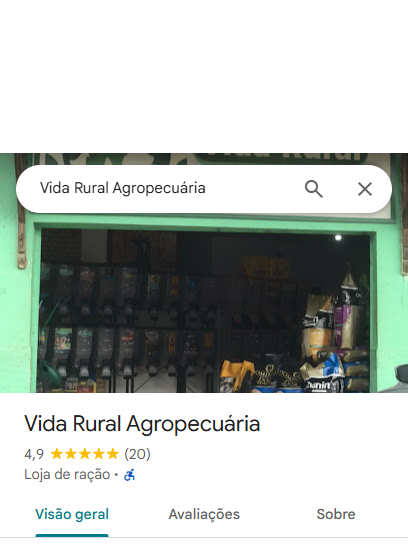 Vida Rural
Vida Rural Agropecuária
Vida Rural Agropecuária
4,9 (20)
Loja de ração ·
Visão geral Avaliações Sobre